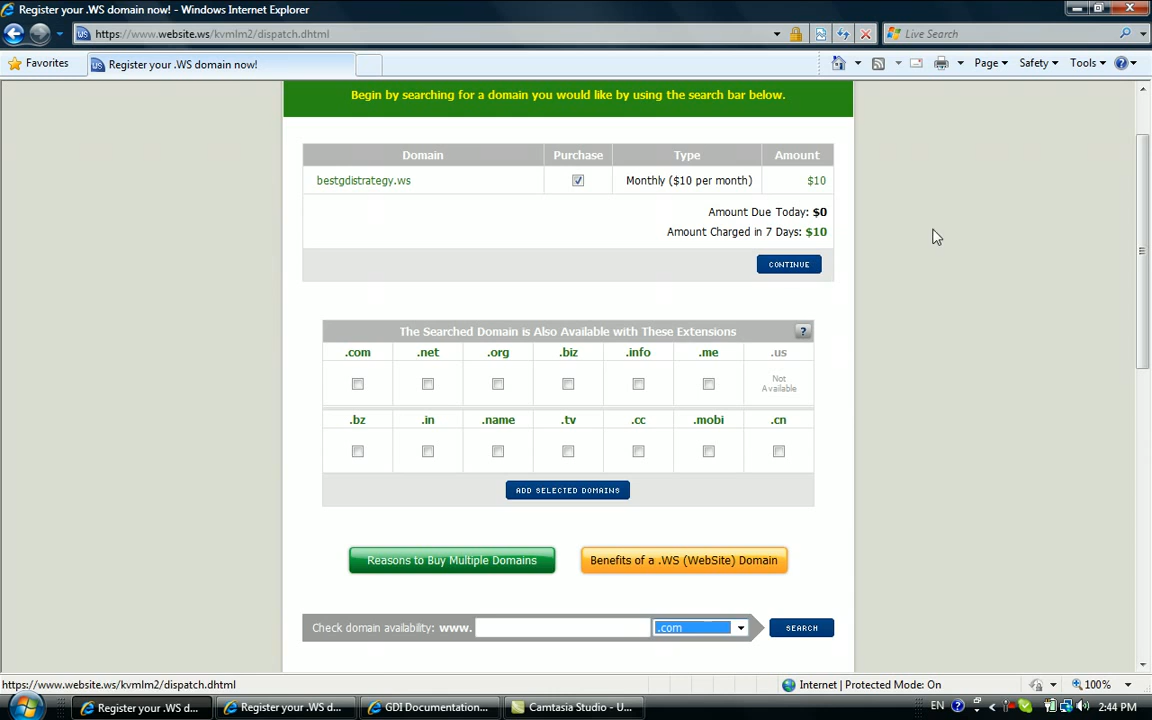 Register your .WS domain now! - Windows Internet Explorer
https://www.website.ws/kvmlm2/dispatch.dhtml
Live Search
Favorites
Register your .WS domain now!
Page
Safety
Tools
Begin by searching for a domain you would like by using the search bar below.
Domain Purchase Type Amount
bestgdistrategy.ws Monthly ($10 per month) $10
Amount Due Today: $0
Amount Charged in 7 Days: $10
CONTINUE
The Searched Domain is Also Available with These Extensions ?
.com .net .org .biz .info .me .us
Not
Available
.bz .in .name .tv .cc .mobi .cn
ADD SELECTED DOMAINS
Reasons to Buy Multiple Domains
Benefits of a .WS (WebSite) Domain
Check domain availability: www. .com SEARCH
https://www.website.ws/kvmlm2/dispatch.dhtml
Internet | Protected Mode: On
100%
Register your .WS d...
Register your .WS d...
GDI Documentation...
Camtasia Studio - U...
EN
2:44 PM